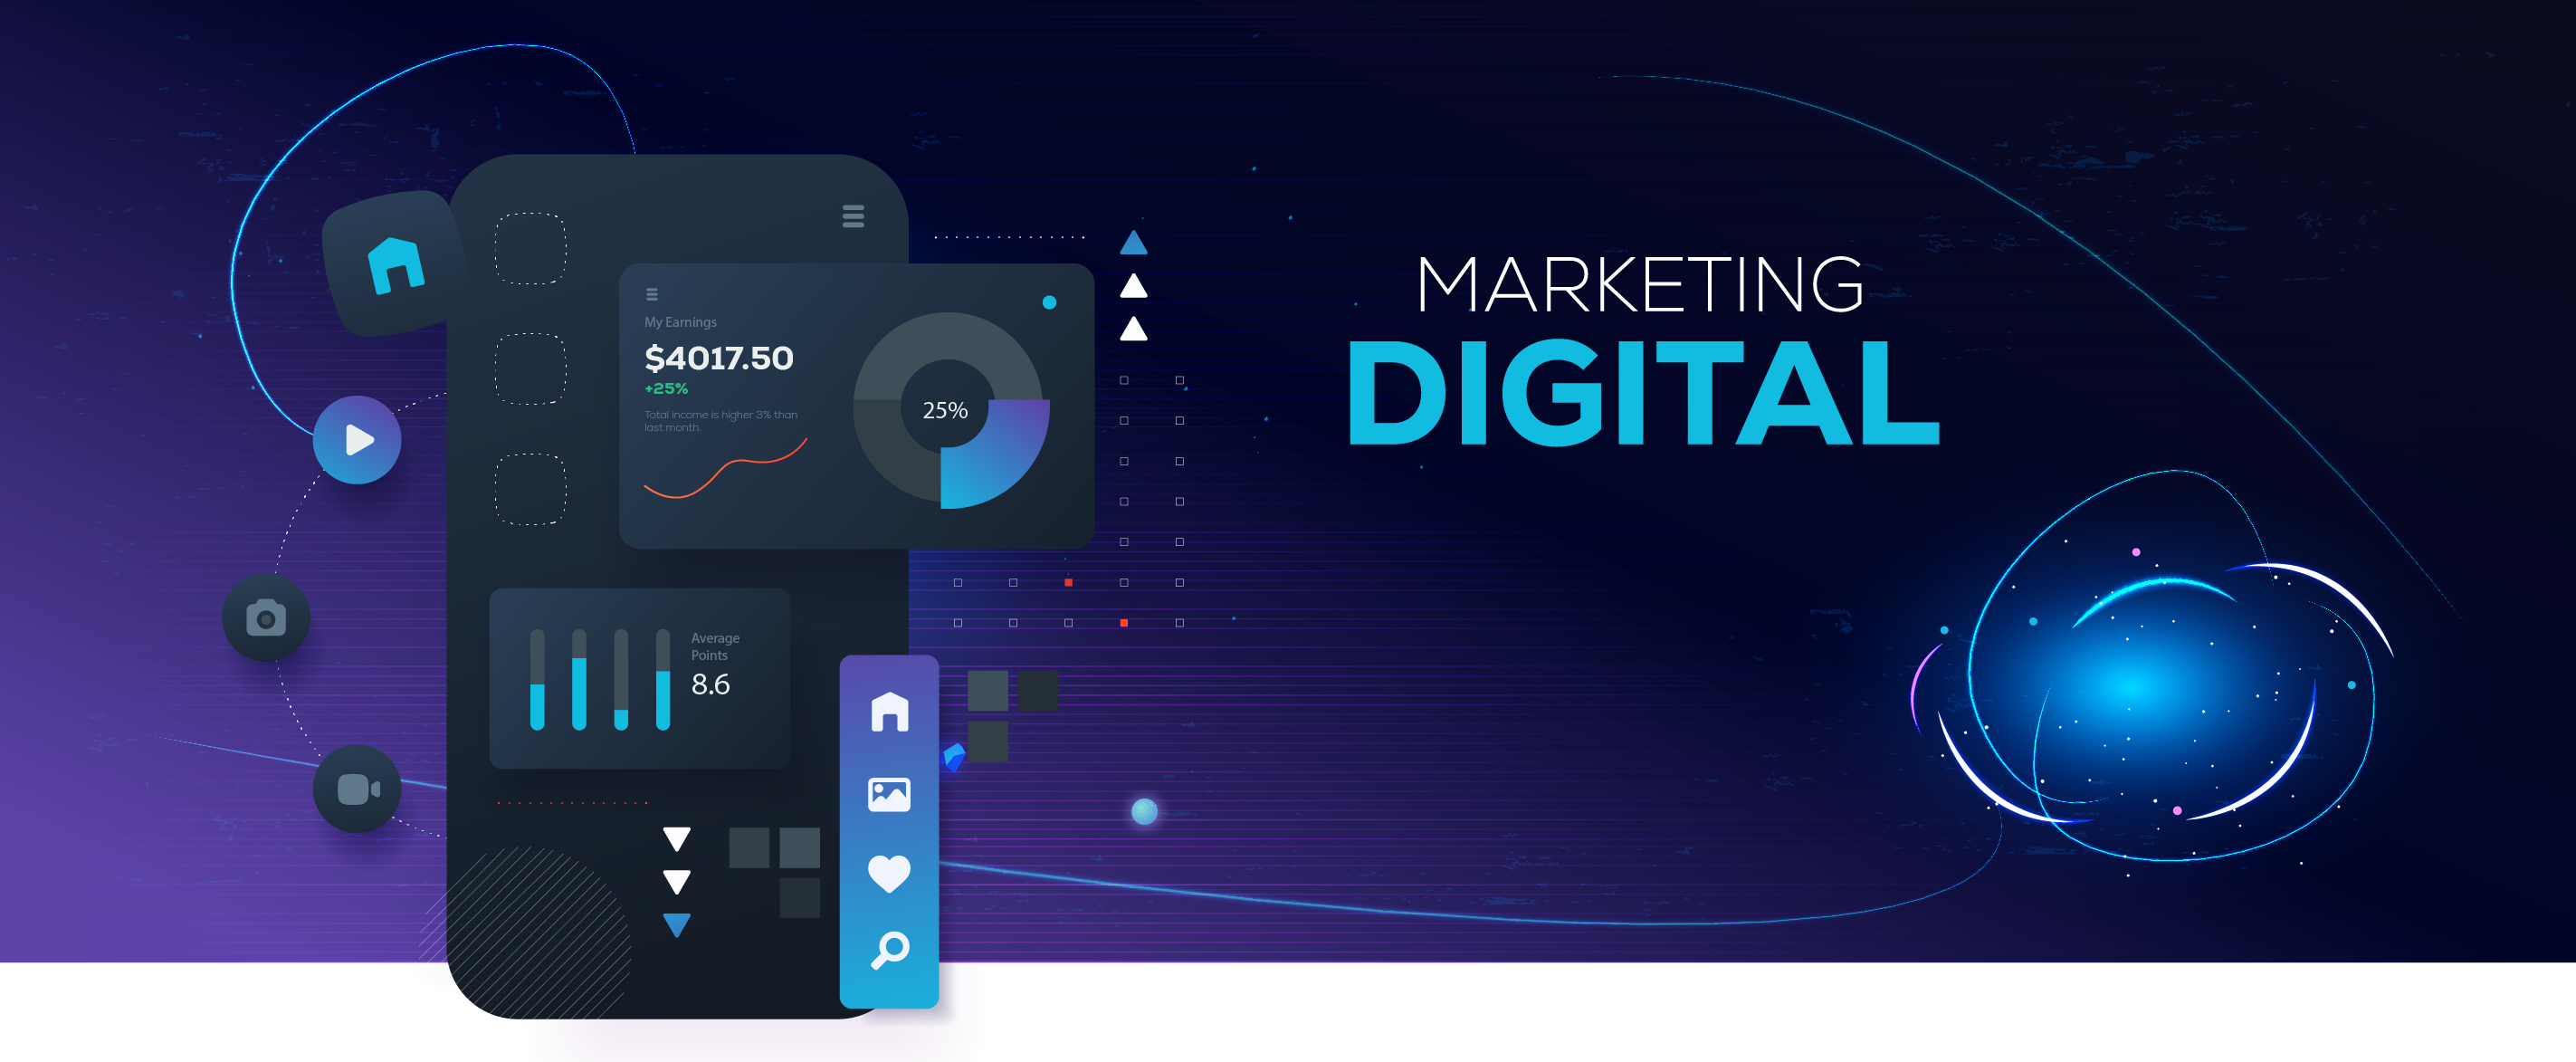 My Earnings
$4017.50
+25%
Total income is higher 3% than
last month.
25%
Average
Points
8.6
MARKETING
DIGITAL